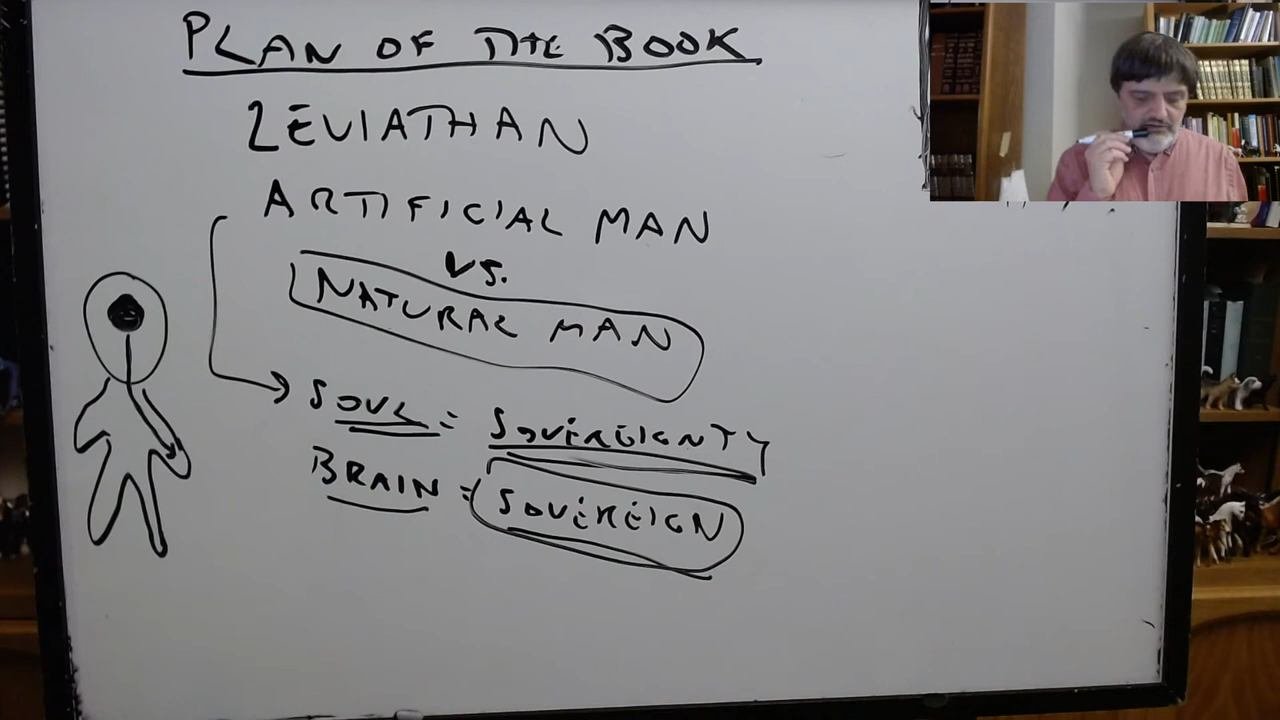 PLAN OF THE BOOK
LEVIATHAN
ARTIFICIAL MAN
VS.
NATURAL MAN
SOUL = SOVEREIGNTY
BRAIN = SOVEREIGN